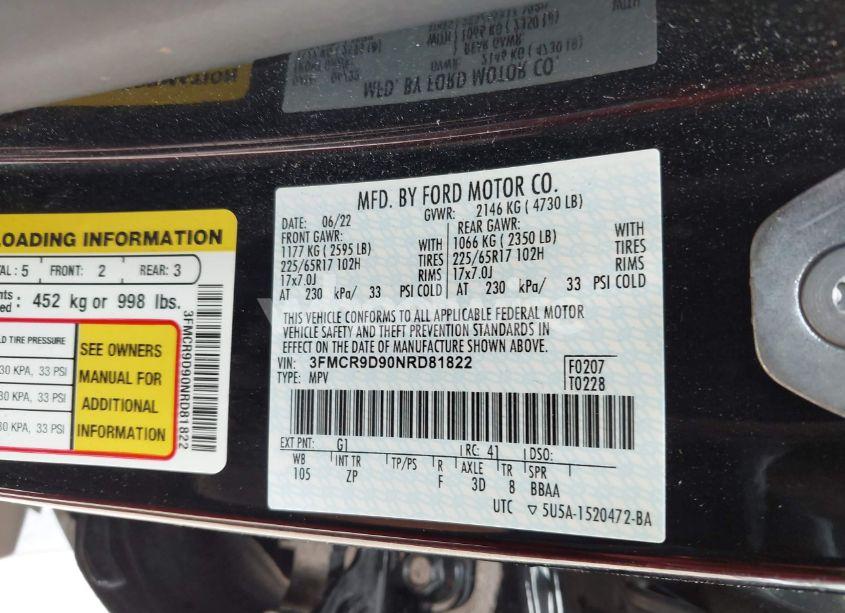 MFD. BY FORD MOTOR CO.
DATE: 06/22 GVWR: 2146 KG ( 4730 LB)
FRONT GAWR: REAR GAWR:
1177 KG ( 2595 LB) WITH 1066 KG ( 2350 LB) WITH
225/65R17 102H TIRES 225/65R17 102H TIRES
17x7.0J RIMS 17x7.0J RIMS
AT 230 kPa/ 33 PSI COLD AT 230 kPa/ 33 PSI COLD
THIS VEHICLE CONFORMS TO ALL APPLICABLE FEDERAL MOTOR
VEHICLE SAFETY AND THEFT PREVENTION STANDARDS IN
EFFECT ON THE DATE OF MANUFACTURE SHOWN ABOVE.
VIN: 3FMCR9D90NRD81822 F0207
TYPE: MPV T0228
EXT PNT: G1 RC: 41 DSO:
WB INT TR TP/PS R AXLE TR SPR
105 ZP F 3D 8 BBAA
UTC ▽ 5U5A-1520472-BA
LOADING INFORMATION
TAL : 5 FRONT: 2 REAR: 3
nts
ed: 452 kg or 998 lbs.
LD TIRE PRESSURE
30 KPA, 33 PSI
30 KPA, 33 PSI
30 KPA, 33 PSI
SEE OWNERS
MANUAL FOR
ADDITIONAL
INFORMATION
3FMCR9D90NRD81822